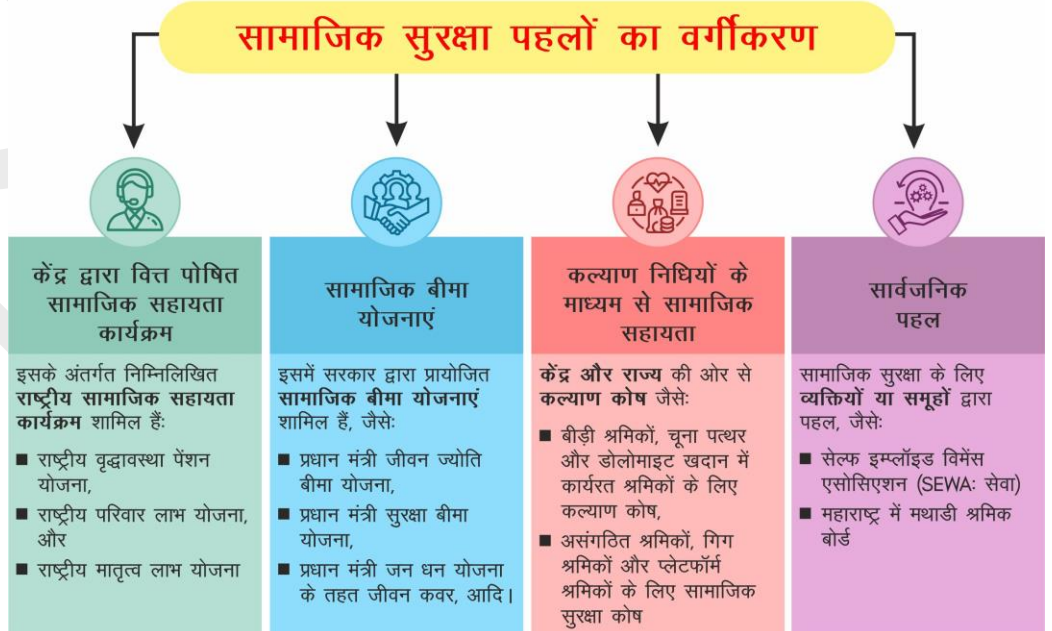 सामाजिक सुरक्षा पहलों का वर्गीकरण
केंद्र द्वारा वित्त पोषित
सामाजिक सहायता
कार्यक्रम
इसके अंतर्गत निम्निलिखित
राष्ट्रीय सामाजिक सहायता
कार्यक्रम शामिल हैं:
■ राष्ट्रीय वृद्धावस्था पेंशन
योजना,
■ राष्ट्रीय परिवार लाभ योजना,
और
■ राष्ट्रीय मातृत्व लाभ योजना
सामाजिक बीमा
योजनाएं
इसमें सरकार द्वारा प्रायोजित
सामाजिक बीमा योजनाएं
शामिल हैं, जैसे:
■ प्रधान मंत्री जीवन ज्योति
बीमा योजना,
■ प्रधान मंत्री सुरक्षा बीमा
योजना,
■ प्रधान मंत्री जन धन योजना
के तहत जीवन कवर, आदि।
कल्याण निधियों के
माध्यम से सामाजिक
सहायता
केंद्र और राज्य की ओर से
कल्याण कोष जैसे:
■ बीड़ी श्रमिकों, चूना पत्थर
और डोलोमाइट खदान में
कार्यरत श्रमिकों के लिए
कल्याण कोष,
■ असंगठित श्रमिकों, गिग
श्रमिकों और प्लेटफॉर्म
श्रमिकों के लिए सामाजिक
सुरक्षा कोष
सार्वजनिक
पहल
सामाजिक सुरक्षा के लिए
व्यक्तियों या समूहों द्वारा
पहल, जैसे:
■ सेल्फ इम्प्लॉइड विमेंस
एसोसिएशन (SEWA: सेवा)
■ महाराष्ट्र में मथाडी श्रमिक
बोर्ड